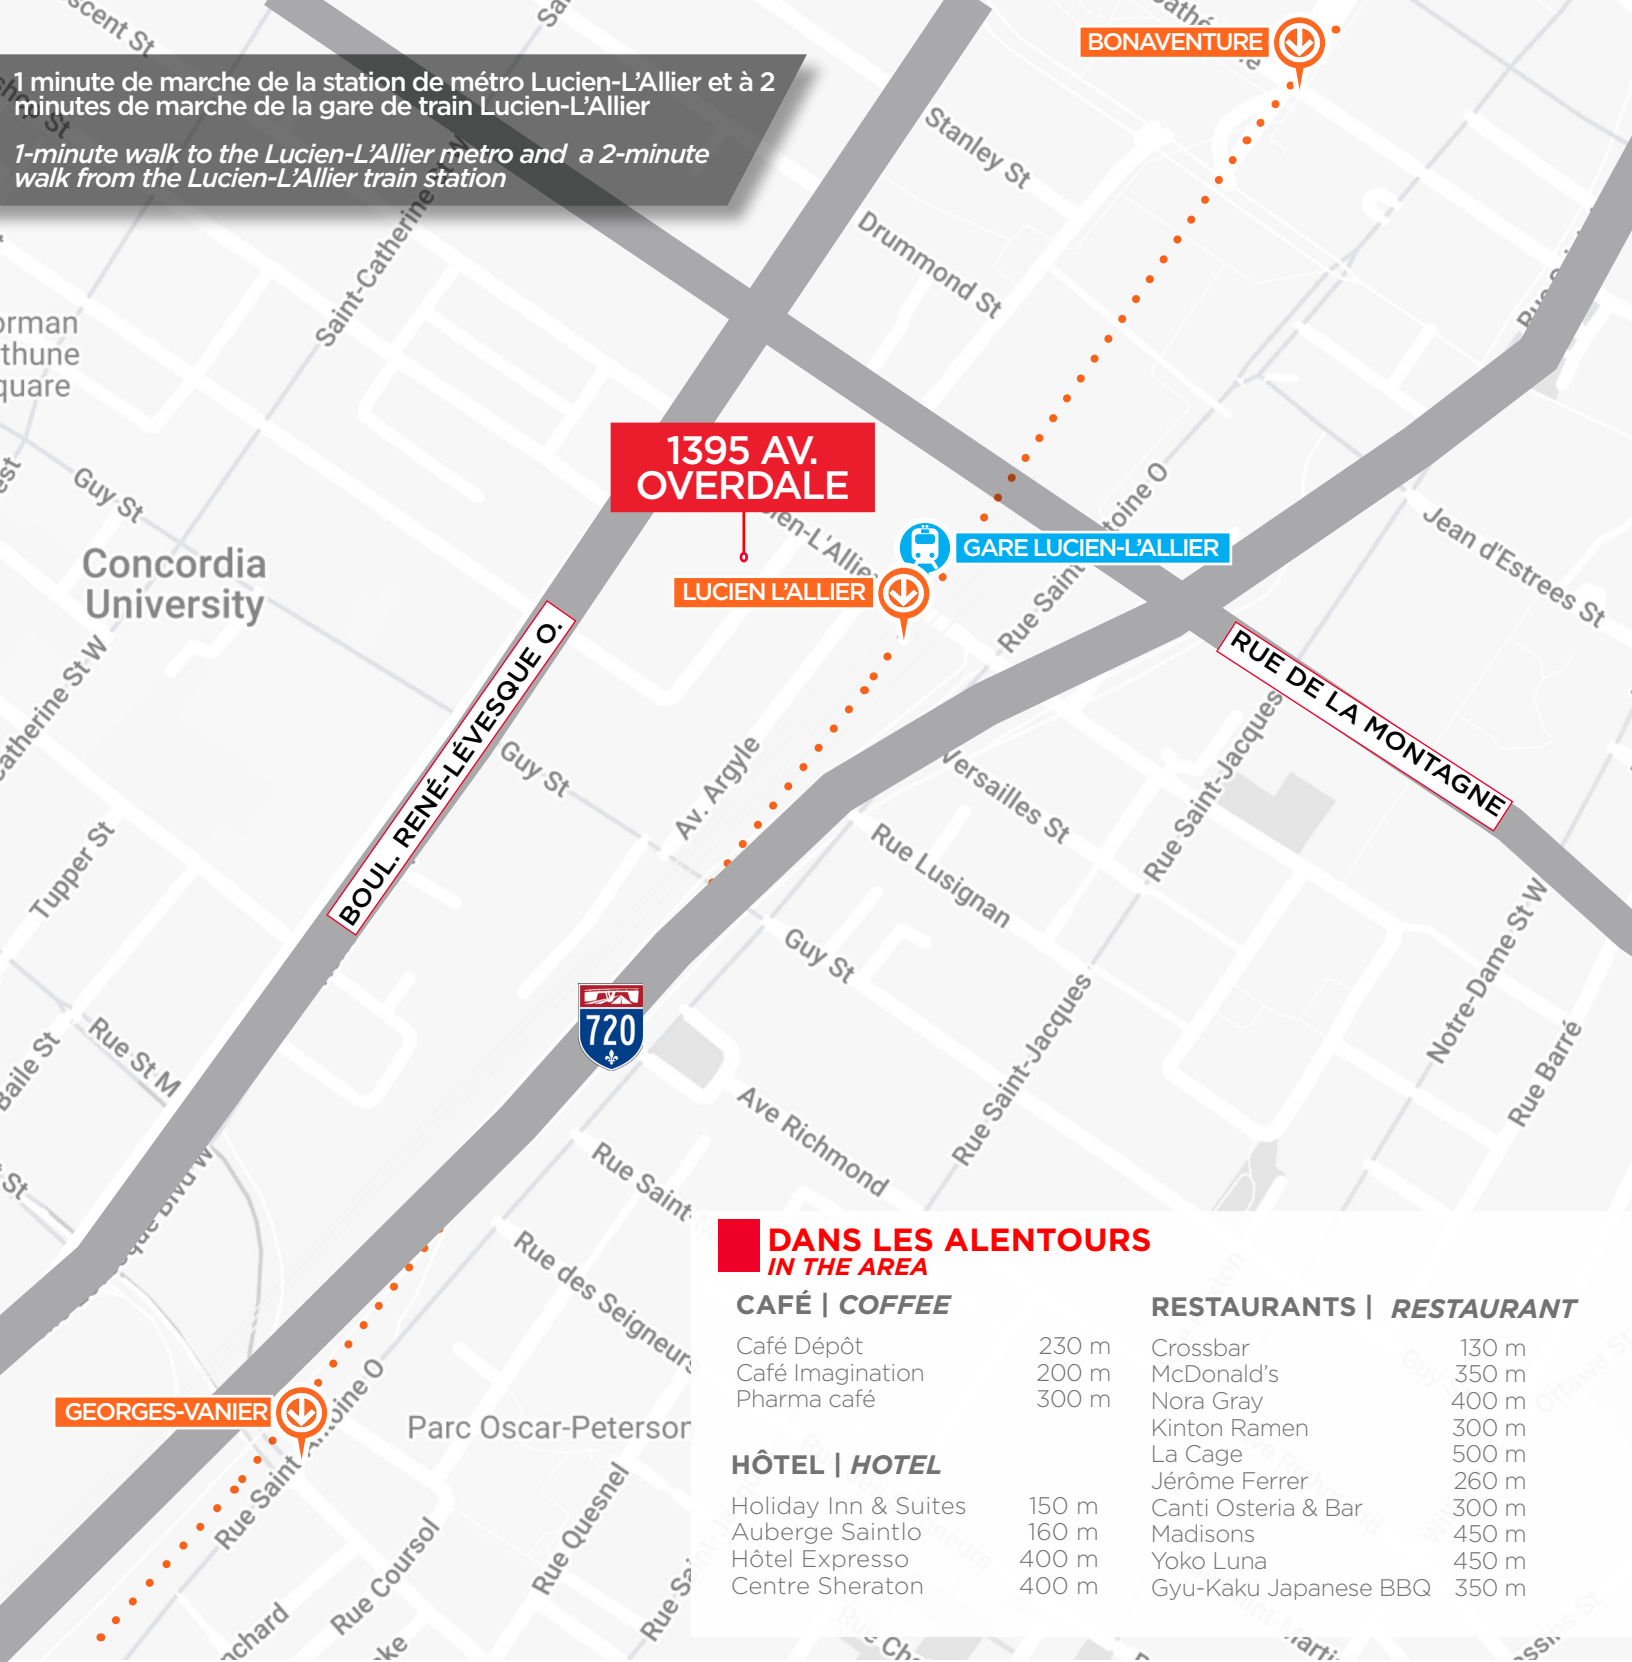 1 minute de marche de la station de métro Lucien-L'Allier et à 2
minutes de marche de la gare de train Lucien-L'Allier
1-minute walk to the Lucien-L'Allier metro and a 2-minute
walk from the Lucien-L'Allier train station
BONAVENTURE
Stanley St
Drummond St
Saint-Catherine St W
Guy St
Concordia
University
1395 AV.
OVERDALE
GARE LUCIEN-L'ALLIER
LUCIEN L'ALLIER
Rue Saint-Antoine O
Jean d'Estrees St
RUE DE LA MONTAGNE
BOUL. RENÉ-LÉVESQUE O.
Guy St
Av. Argyle
Versailles St
Rue Saint-Jacques
Rue Lusignan
Tupper St
Guy St
Notre-Dame St W
Rue Barré
720
Rue St M
Baile St
Rue Saint-Jacques
Ave Richmond
Rue Saint-
Rue des Seigneurs
GEORGES-VANIER
Rue Saint-Antoine O
Parc Oscar-Peterson
Rue Quesnel
Rue Coursol
DANS LES ALENTOURS
IN THE AREA
CAFÉ | COFFEE
Café Dépôt 230 m
Café Imagination 200 m
Pharma café 300 m
HÔTEL | HOTEL
Holiday Inn & Suites 150 m
Auberge Saintlo 160 m
Hôtel Expresso 400 m
Centre Sheraton 400 m
RESTAURANTS | RESTAURANT
Crossbar 130 m
McDonald's 350 m
Nora Gray 400 m
Kinton Ramen 300 m
La Cage 500 m
Jérôme Ferrer 260 m
Canti Osteria & Bar 300 m
Madisons 450 m
Yoko Luna 450 m
Gyu-Kaku Japanese BBQ 350 m